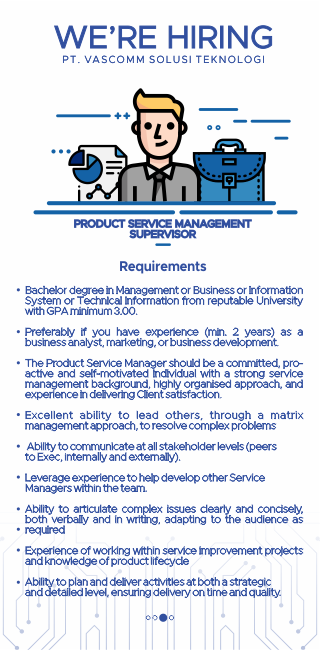 WE'RE HIRING
PT. VASCOMM SOLUSI TEKNOLOGI
PRODUCT SERVICE MANAGEMENT
SUPERVISOR
Requirements
• Bachelor degree in Management or Business or Information
System or Technical Information from reputable University
with GPA minimum 3.00.
• Preferably if you have experience (min. 2 years) as a
business analyst, marketing, or business development.
• The Product Service Manager should be a committed, pro-
active and self-motivated individual with a strong service
management background, highly organised approach, and
experience in delivering Client satisfaction.
• Excellent ability to lead others, through a matrix
management approach, to resolve complex problems
• Ability to communicate at all stakeholder levels (peers
to Exec, internally and externally).
• Leverage experience to help develop other Service
Managers within the team.
• Ability to articulate complex issues clearly and concisely,
both verbally and in writing, adapting to the audience as
• required
• Experience of working within service improvement projects
and knowledge of product lifecycle
• Ability to plan and deliver activities at both a strategic
and detailed level, ensuring delivery on time and quality.